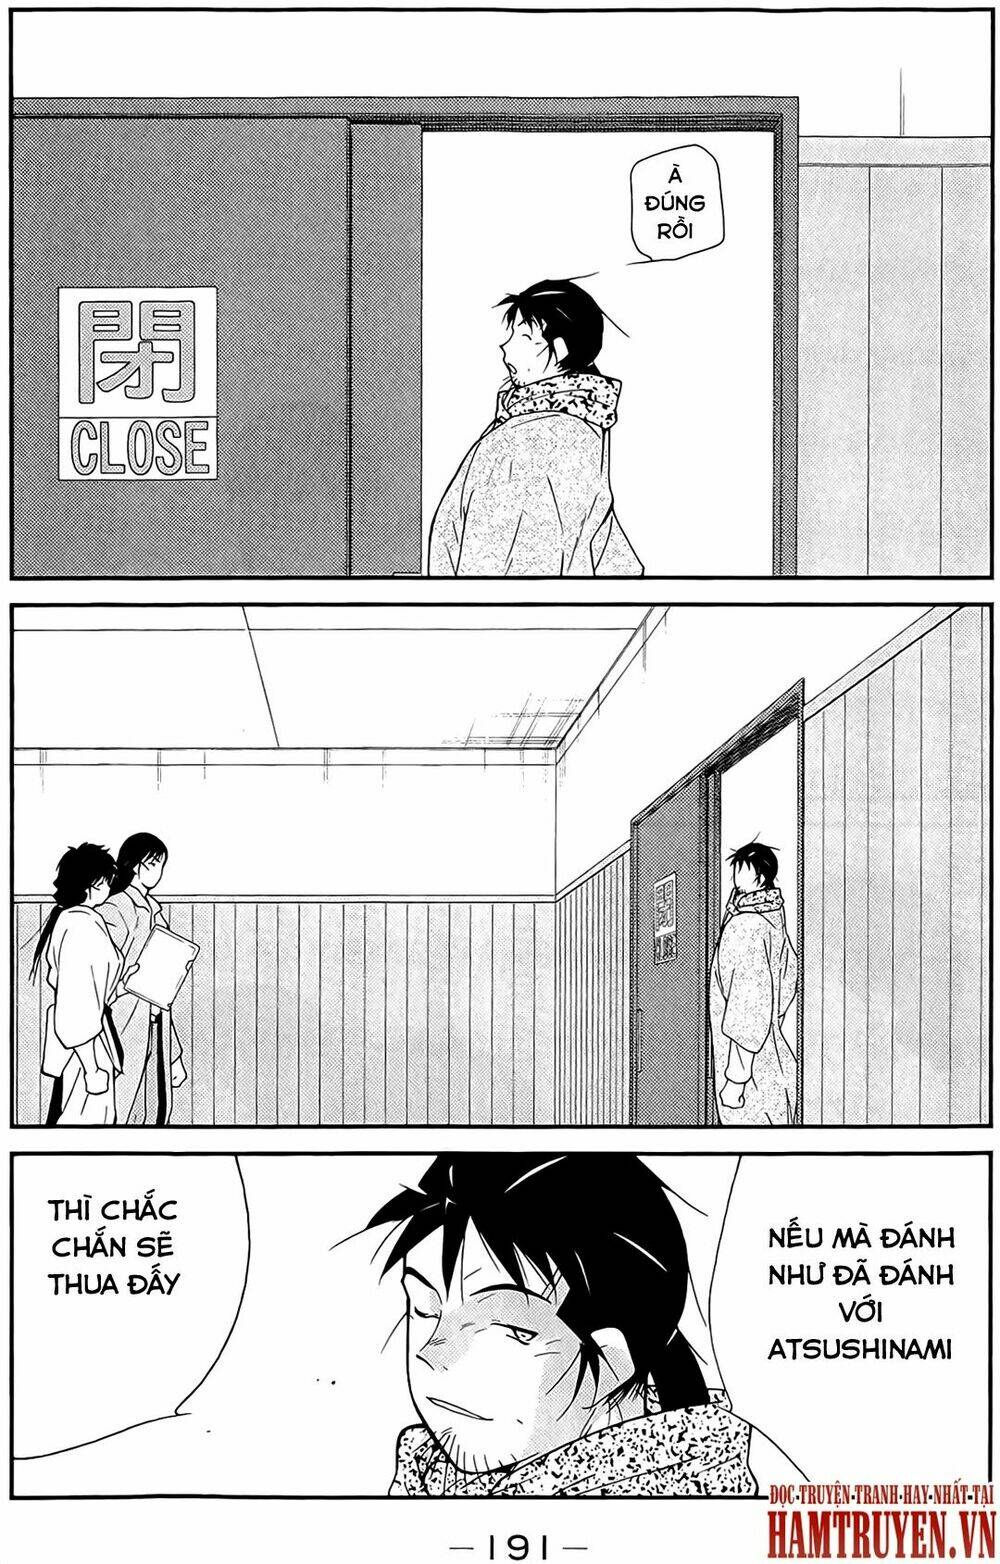 À
ĐÚNG
RỒI
閉
CLOSE
NẾU MÀ ĐÁNH
NHƯ ĐÃ ĐÁNH
VỚI
ATSUSHINAMI
THÌ CHẮC
CHẮN SẼ
THUA ĐẤY
ĐỌC·TRUYỆN·TRANH·HAY·NHẤT·TẠI
HAMTRUYEN.VN
—191—